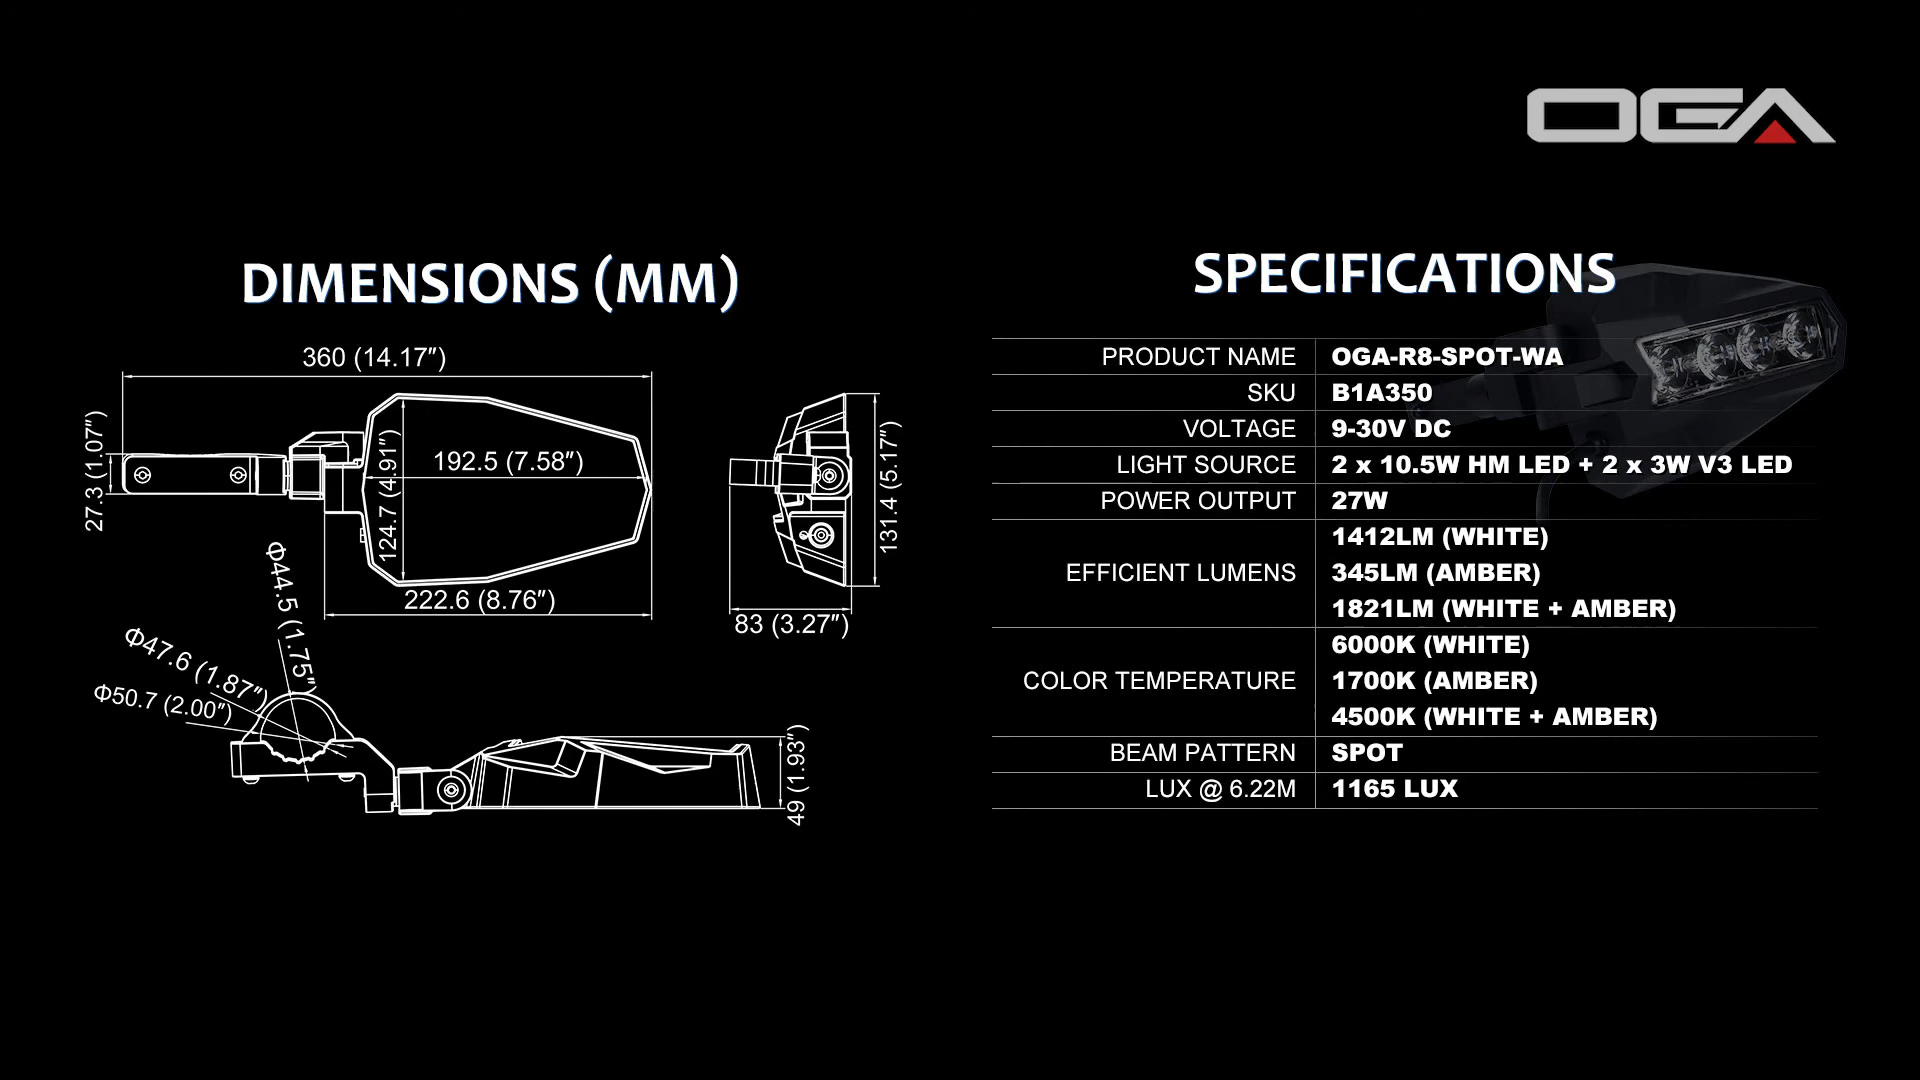 OGA
DIMENSIONS (MM)
360 (14.17")
27.3 (1.07")
192.5 (7.58")
124.7 (4.91")
222.6 (8.76")
131.4 (5.17")
83 (3.27")
Φ44.5 (1.75")
Φ47.6 (1.87")
Φ50.7 (2.00")
49 (1.93")
SPECIFICATIONS
PRODUCT NAME OGA-R8-SPOT-WA
SKU B1A350
VOLTAGE 9-30V DC
LIGHT SOURCE 2 x 10.5W HM LED + 2 x 3W V3 LED
POWER OUTPUT 27W
1412LM (WHITE)
EFFICIENT LUMENS 345LM (AMBER)
1821LM (WHITE + AMBER)
6000K (WHITE)
COLOR TEMPERATURE 1700K (AMBER)
4500K (WHITE + AMBER)
BEAM PATTERN SPOT
LUX @ 6.22M 1165 LUX